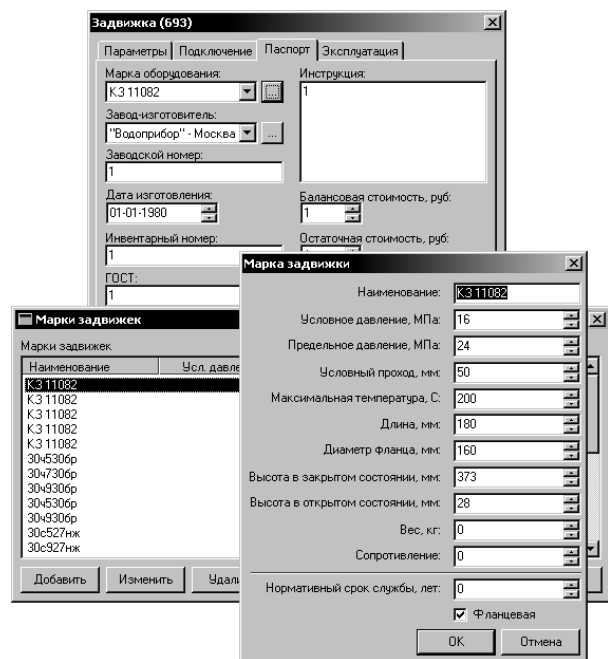 Задвижка (693)
Параметры Подключение Паспорт Эксплуатация
Марка оборудования:
КЗ 11082
...
Завод-изготовитель:
"Водоприбор" - Москва
...
Заводской номер:
1
Дата изготовления:
01-01-1980
Инвентарный номер:
1
ГОСТ:
1
Инструкция:
1
Балансовая стоимость, руб:
1
Остаточная стоимость, руб:
Марки задвижек
Марки задвижек
Наименование Усл. давле
КЗ 11082
КЗ 11082
КЗ 11082
КЗ 11082
КЗ 11082
30ч530бр
30ч730бр
30ч930бр
30ч530бр
30ч930бр
30с527нж
30с927нж
Добавить Изменить Удали
Марка задвижки
Наименование: КЗ 11082
Условное давление, МПа: 16
Предельное давление, МПа: 24
Условный проход, мм: 50
Максимальная температура, С: 200
Длина, мм: 180
Диаметр фланца, мм: 160
Высота в закрытом состоянии, мм: 373
Высота в открытом состоянии, мм: 28
Вес, кг: 0
Сопротивление: 0
Нормативный срок службы, лет: 0
Фланцевая
OK Отмена